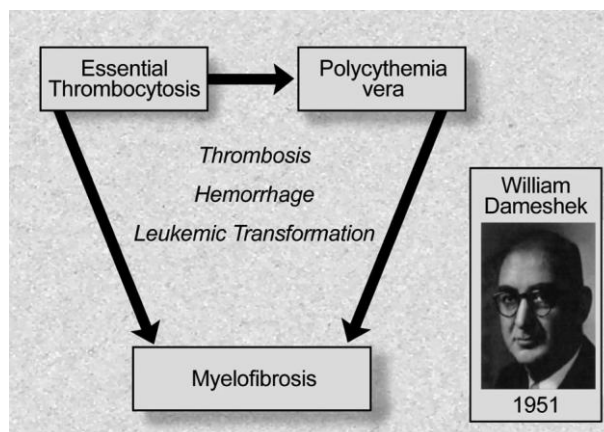 Essential
Thrombocytosis
Polycythemia
vera
Thrombosis
Hemorrhage
Leukemic Transformation
William
Dameshek
1951
Myelofibrosis